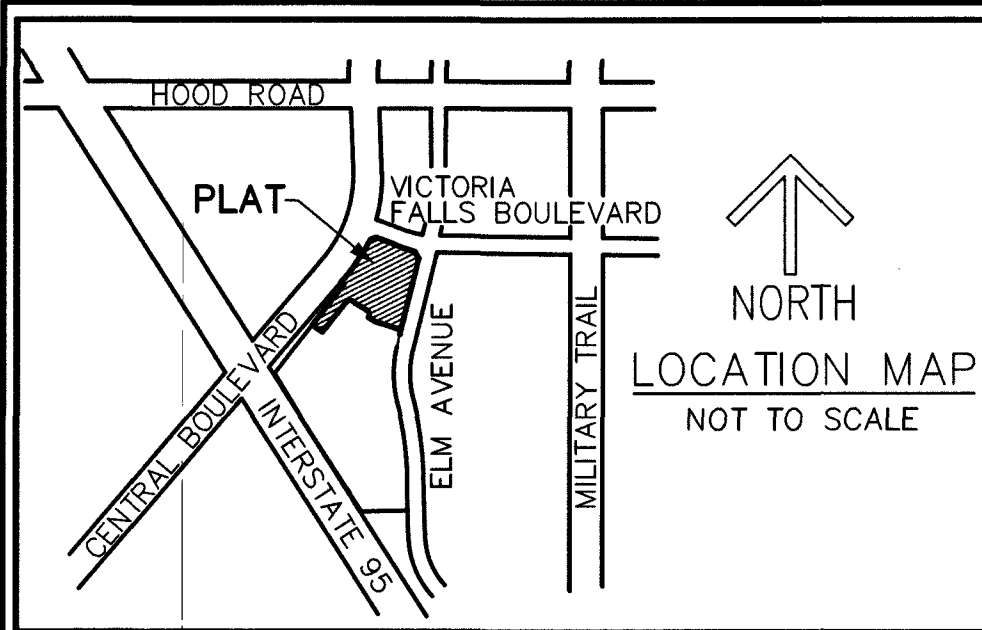 HOOD ROAD
PLAT
VICTORIA
FALLS BOULEVARD
NORTH
LOCATION MAP
NOT TO SCALE
CENTRAL BOULEVARD
INTERSTATE 95
ELM AVENUE
MILITARY TRAIL